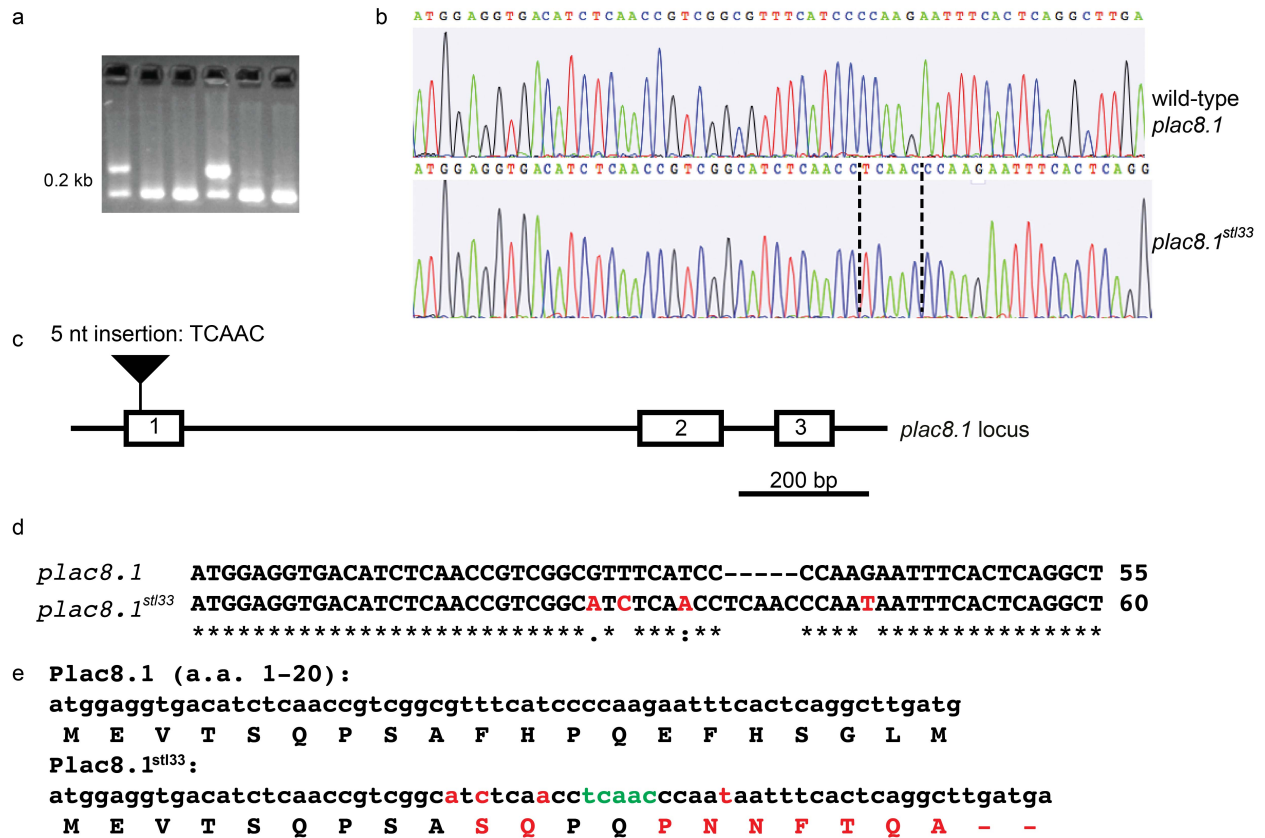 a
0.2 kb
b
ATGGAGGTGACATCTCAACCGTCGGCGTTTCATCCCCAAGAATTTCACTCAGGCTTGA
wild-type
plac8.1
ATGGAGGTGACATCTCAACCGTCGGCATCTCAACCTCAACCCAAGAATTTCACTCAGG
plac8.1stl33
c
5 nt insertion: TCAAC
1
2
3
plac8.1 locus
200 bp
d
plac8.1 ATGGAGGTGACATCTCAACCGTCGGCGTTTCATCC-----CCAAGAATTTCACTCAGGCT 55
plac8.1stl33 ATGGAGGTGACATCTCAACCGTCGGCATCTCAACCTCAACCCAATAATTTCACTCAGGCT 60
**************************.* ***:**     **** ***************
e
Plac8.1 (a.a. 1-20):
atggaggtgacatctcaaccgtcggcgtttcatccccaagaatttcactcaggcttgatg
M E V T S Q P S A F H P Q E F H S G L M
Plac8.1stl33:
atggaggtgacatctcaaccgtcggcatctcaacctcaacccaataatttcactcaggcttgatga
M E V T S Q P S A S Q P Q P N N F T Q A - -